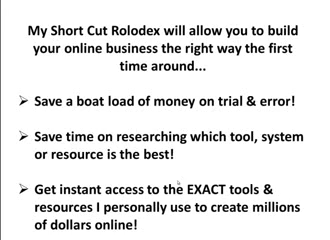 My Short Cut Rolodex will allow you to build
your online business the right way the first
time around...
➢ Save a boat load of money on trial & error!
➢ Save time on researching which tool, system
or resource is the best!
➢ Get instant access to the EXACT tools &
resources I personally use to create millions
of dollars online!